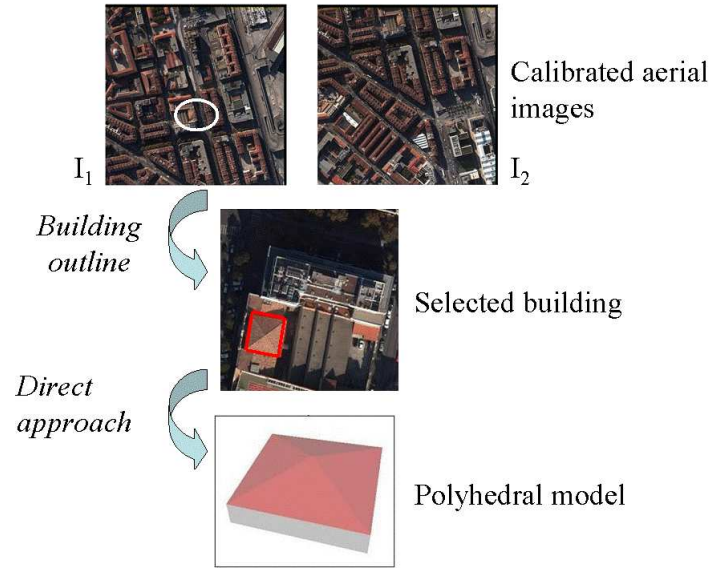 Calibrated aerial
images
I1
I2
Building
outline
Selected building
Direct
approach
Polyhedral model